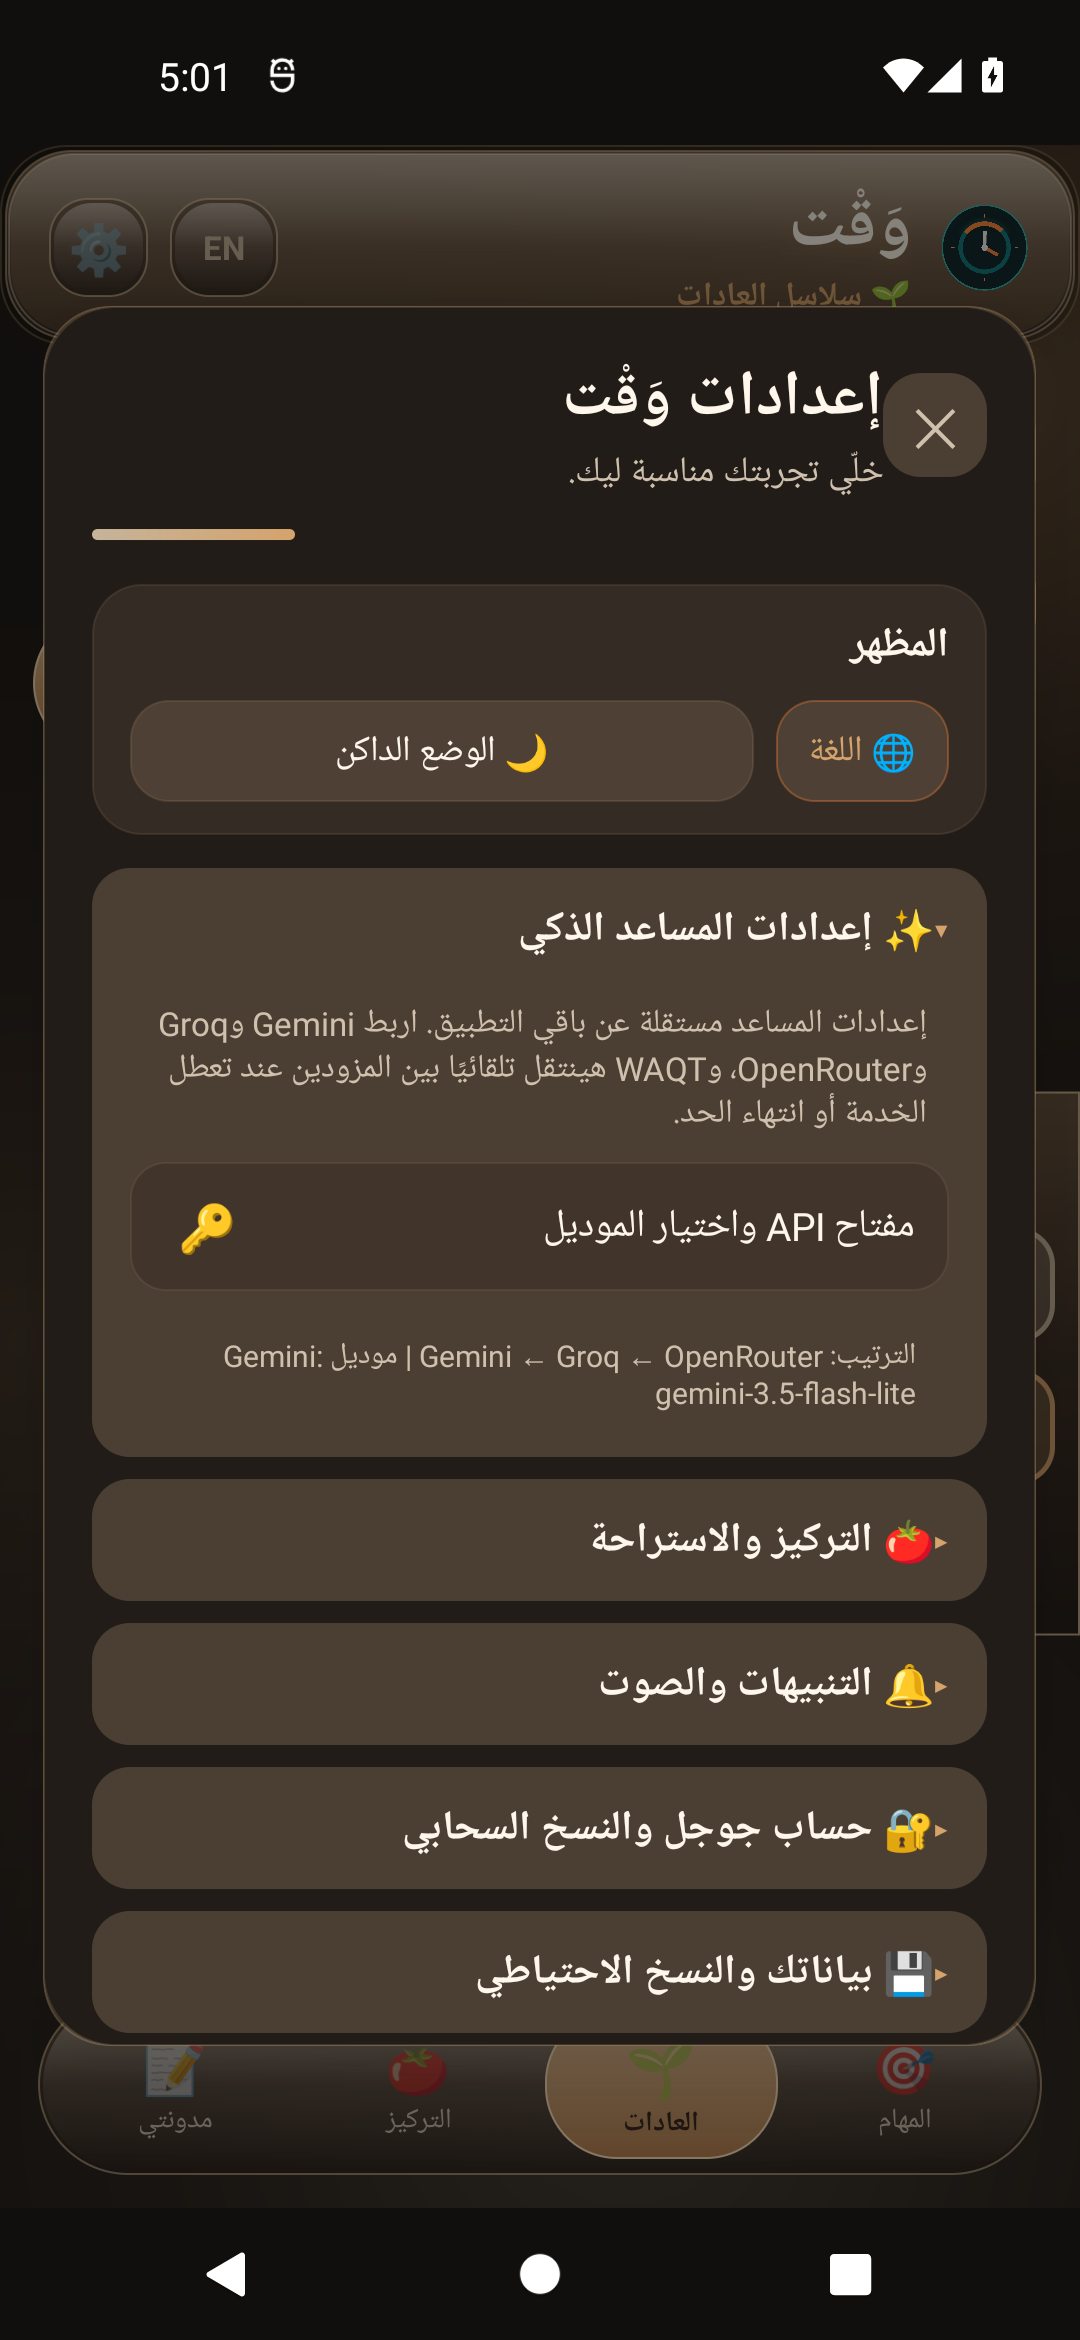 5:01
وَقْت
🌱 سلاسل العادات
EN
إعدادات وَقْت
خلّي تجربتك مناسبة ليك.
المظهر
🌐 اللغة
🌙 الوضع الداكن
▾✨ إعدادات المساعد الذكي
إعدادات المساعد مستقلة عن باقي التطبيق. اربط Gemini وGroq
وOpenRouter، وWAQT هينتقل تلقائيًا بين المزودين عند تعطل
الخدمة أو انتهاء الحد.
مفتاح API واختيار الموديل 🔑
الترتيب: Gemini ← Groq ← OpenRouter | موديل Gemini:
gemini-3.5-flash-lite
▸🍅 التركيز والاستراحة
▸🔔 التنبيهات والصوت
▸🔐 حساب جوجل والنسخ السحابي
▸💾 بياناتك والنسخ الاحتياطي
المهام
العادات
التركيز
مدونتي